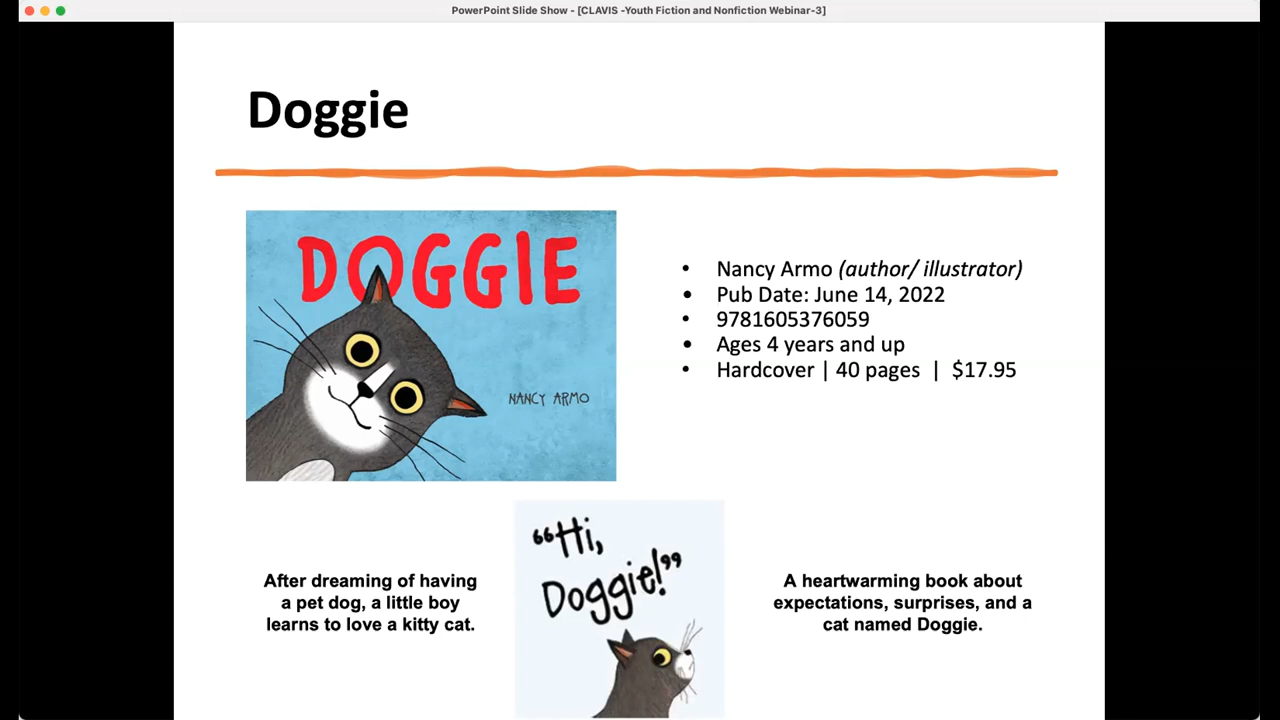 PowerPoint Slide Show - [CLAVIS -Youth Fiction and Nonfiction Webinar-3]
Doggie
DOGGIE
NANCY ARMO
• Nancy Armo (author/ illustrator)
• Pub Date: June 14, 2022
• 9781605376059
• Ages 4 years and up
• Hardcover | 40 pages | $17.95
After dreaming of having
a pet dog, a little boy
learns to love a kitty cat.
“Hi,
Doggie!”
A heartwarming book about
expectations, surprises, and a
cat named Doggie.